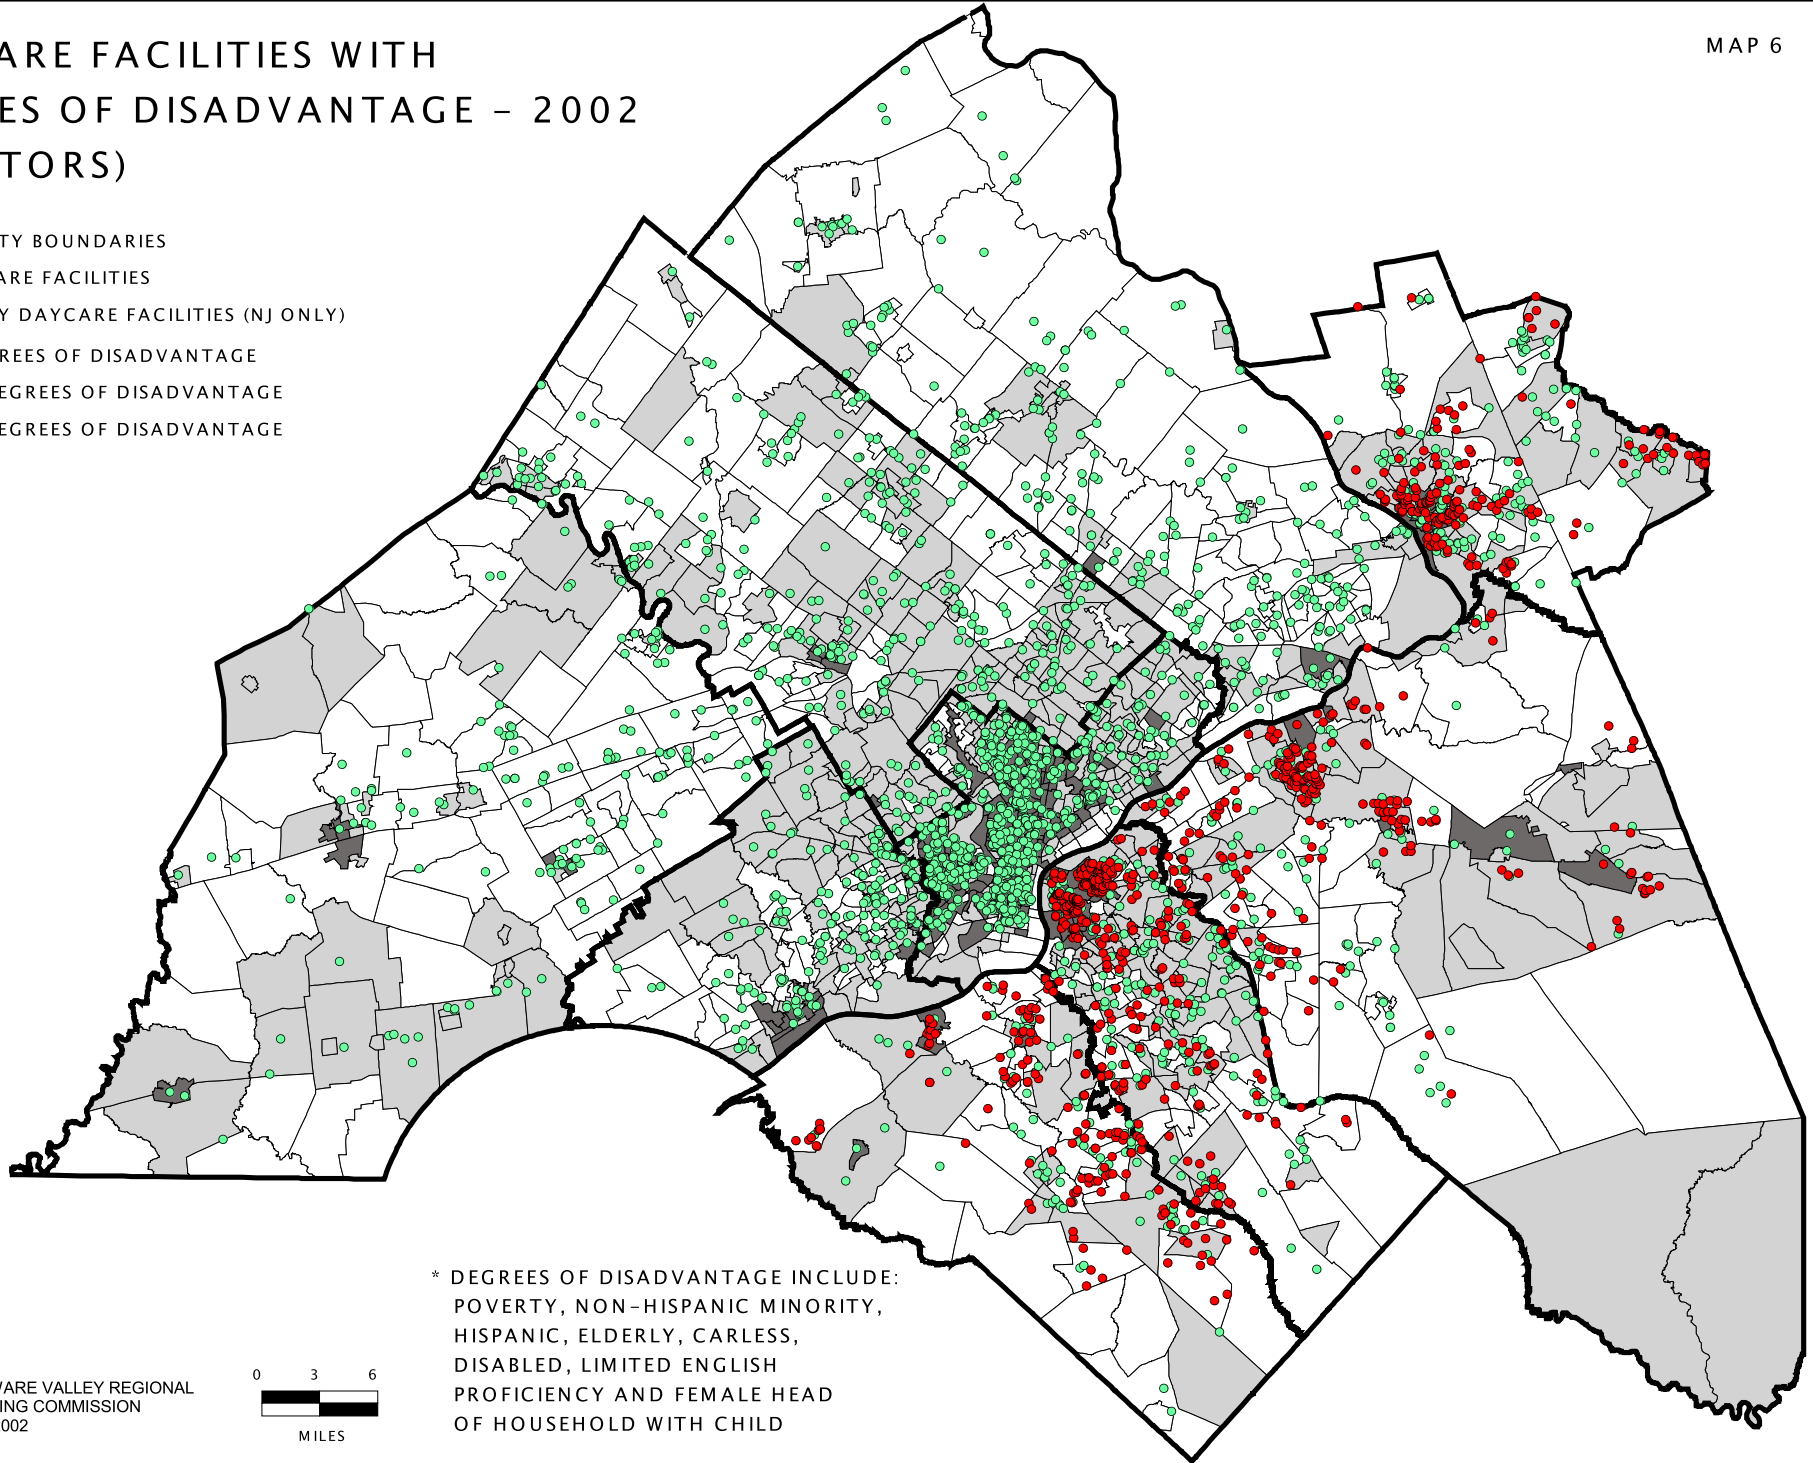 ARE FACILITIES WITH
MAP 6
ES OF DISADVANTAGE – 2002
TORS)
TY BOUNDARIES
ARE FACILITIES
Y DAYCARE FACILITIES (NJ ONLY)
REES OF DISADVANTAGE
EGREES OF DISADVANTAGE
EGREES OF DISADVANTAGE
* DEGREES OF DISADVANTAGE INCLUDE:
POVERTY, NON–HISPANIC MINORITY,
HISPANIC, ELDERLY, CARLESS,
DISABLED, LIMITED ENGLISH
PROFICIENCY AND FEMALE HEAD
OF HOUSEHOLD WITH CHILD
0 3 6
MILES
WARE VALLEY REGIONAL
ING COMMISSION
2002